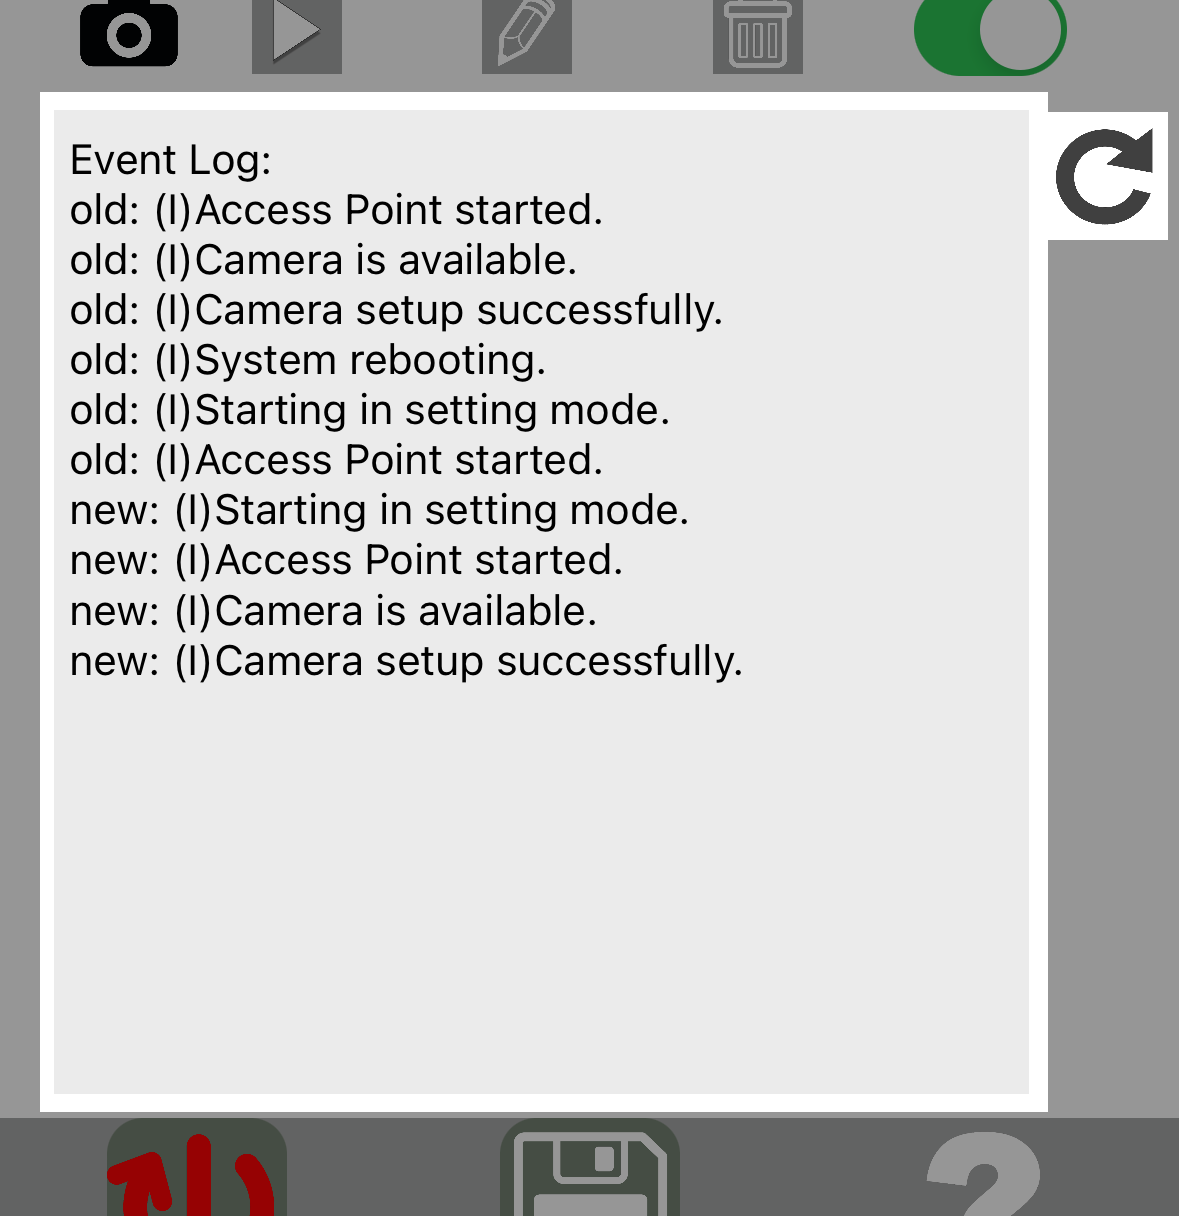 Event Log:
old: (I)Access Point started.
old: (I)Camera is available.
old: (I)Camera setup successfully.
old: (I)System rebooting.
old: (I)Starting in setting mode.
old: (I)Access Point started.
new: (I)Starting in setting mode.
new: (I)Access Point started.
new: (I)Camera is available.
new: (I)Camera setup successfully.
?